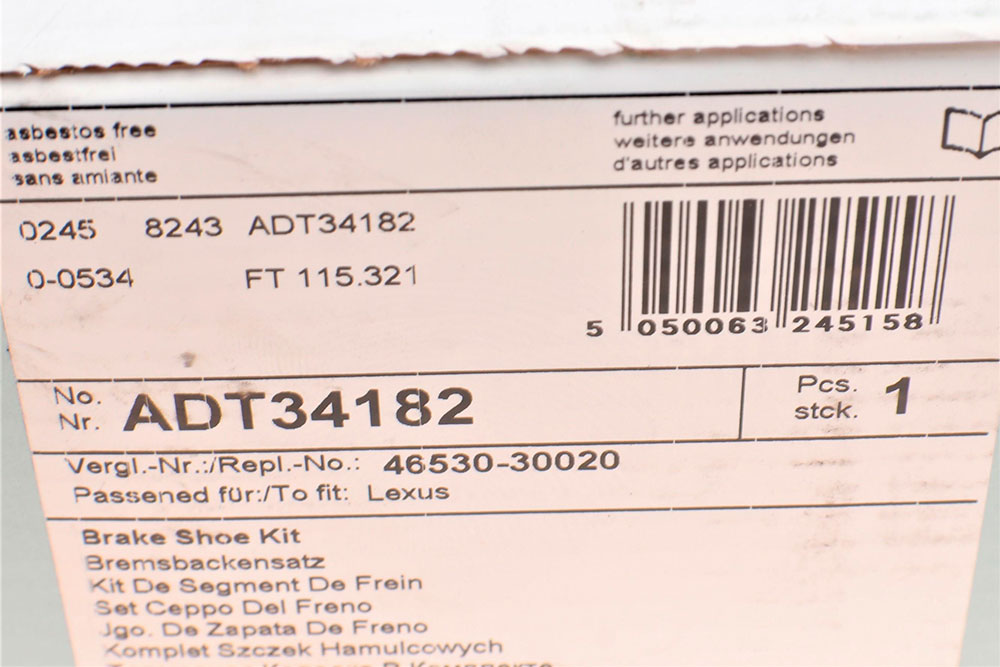 asbestos free
asbestfrei
sans amiante
further applications
weitere anwendungen
d'autres applications
0245 8243 ADT34182
0-0534 FT 115.321
5 050063 245158
No.
Nr. ADT34182
Pcs.
stck. 1
Vergl.-Nr.:/Repl.-No.: 46530-30020
Passened für:/To fit: Lexus
Brake Shoe Kit
Bremsbackensatz
Kit De Segment De Frein
Set Ceppo Del Freno
Jgo. De Zapata De Freno
Komplet Szczek Hamulcowych